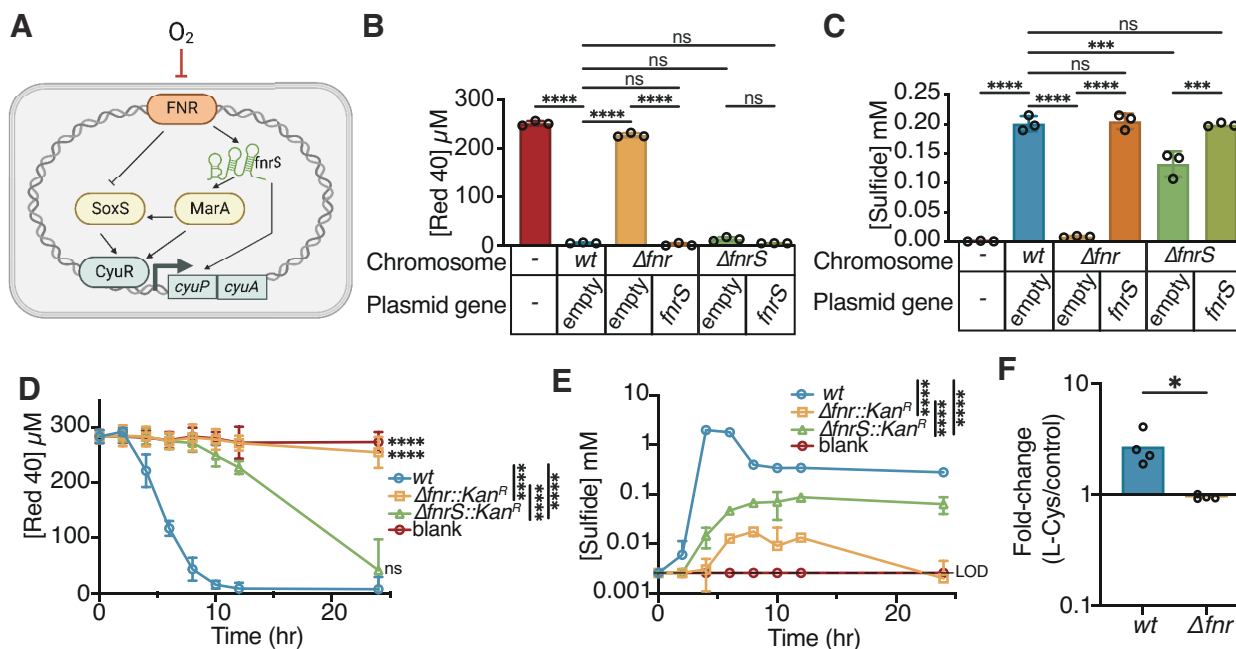 A
O2
FNR
fnrS
SoxS
MarA
CyuR
cyuP
cyuA
B
ns
ns
ns
****
****
****
ns
[Red 40] µM
300
200
100
0
Chromosome
- wt Δfnr ΔfnrS
Plasmid gene
- empty empty fnrS empty fnrS
C
ns
***
ns
****
****
****
***
[Sulfide] mM
0.25
0.20
0.15
0.10
0.05
0.00
Chromosome
- wt Δfnr ΔfnrS
Plasmid gene
- empty empty fnrS empty fnrS
D
[Red 40] µM
300
200
100
0
0 10 20
Time (hr)
****
****
wt
Δfnr::KanR
ΔfnrS::KanR
blank
****
****
****
ns
E
[Sulfide] mM
10
1
0.1
0.01
0.001
0 10 20
Time (hr)
wt
Δfnr::KanR
ΔfnrS::KanR
blank
****
****
****
LOD
F
Fold-change
(L-Cys/control)
10
1
0.1
*
wt Δfnr